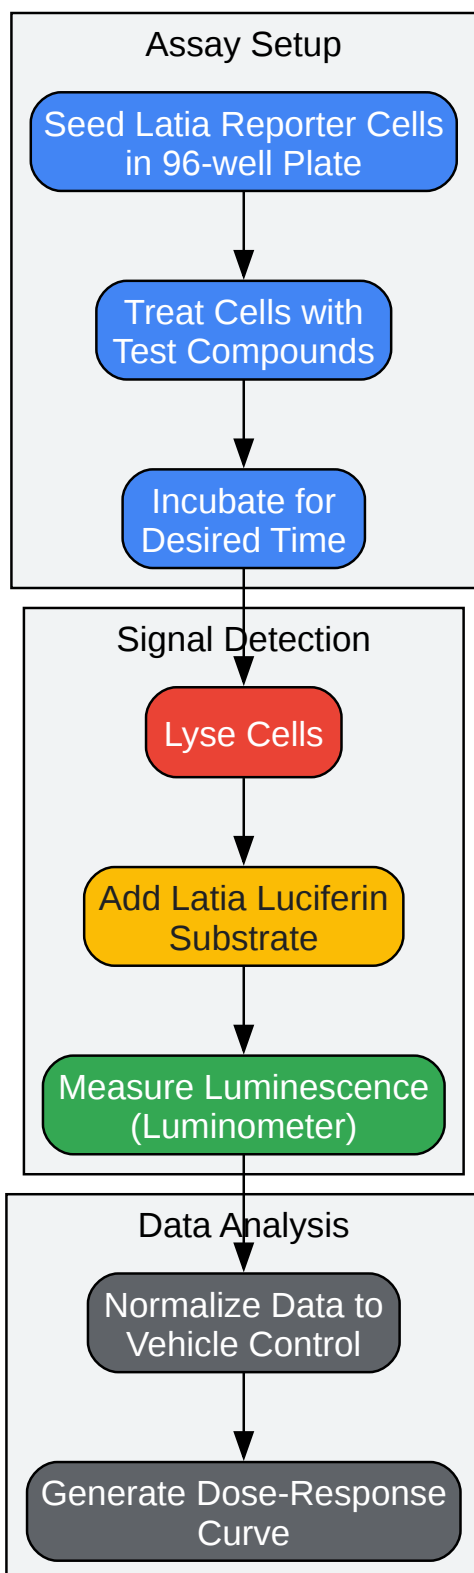 Assay Setup
Seed Latia Reporter Cells
in 96-well Plate
Treat Cells with
Test Compounds
Incubate for
Desired Time
Signal Detection
Lyse Cells
Add Latia Luciferin
Substrate
Measure Luminescence
(Luminometer)
Data Analysis
Normalize Data to
Vehicle Control
Generate Dose-Response
Curve